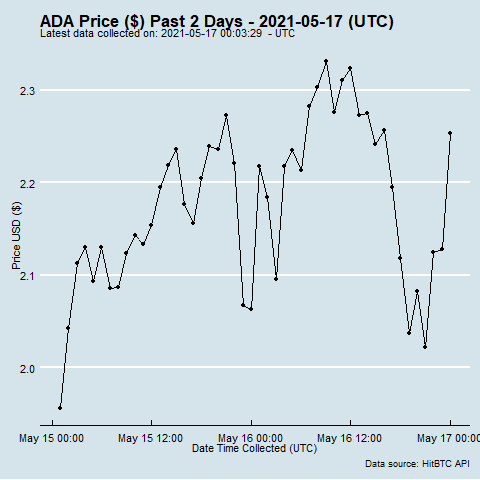 ADA Price ($) Past 2 Days - 2021-05-17 (UTC)
Latest data collected on: 2021-05-17 00:03:29  - UTC
2.3
2.2
2.1
2.0
Price USD ($)
May 15 00:00 May 15 12:00 May 16 00:00 May 16 12:00 May 17 00:00
Date Time Collected (UTC)
Data source: HitBTC API